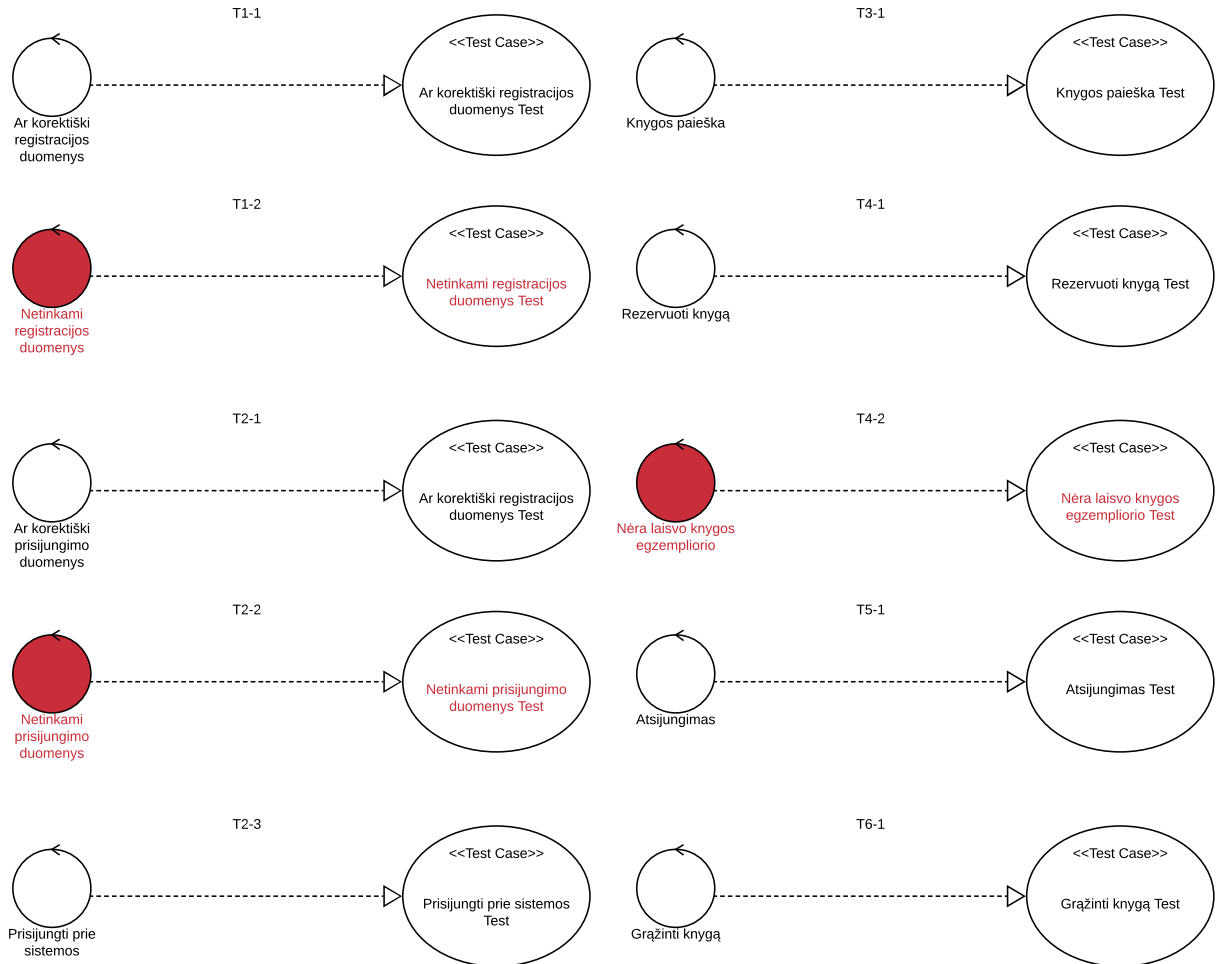 T1-1
<<Test Case>>
Ar korektiški registracijos
duomenys Test
Ar korektiški
registracijos
duomenys
T1-2
<<Test Case>>
Netinkami registracijos
duomenys Test
Netinkami
registracijos
duomenys
T2-1
<<Test Case>>
Ar korektiški registracijos
duomenys Test
Ar korektiški
prisijungimo
duomenys
T2-2
<<Test Case>>
Netinkami prisijungimo
duomenys Test
Netinkami
prisijungimo
duomenys
T2-3
<<Test Case>>
Prisijungti prie sistemos
Test
Prisijungti prie
sistemos
T3-1
<<Test Case>>
Knygos paieška Test
Knygos paieška
T4-1
<<Test Case>>
Rezervuoti knygą Test
Rezervuoti knygą
T4-2
<<Test Case>>
Nėra laisvo knygos
egzempliorio Test
Nėra laisvo knygos
egzempliorio
T5-1
<<Test Case>>
Atsijungimas Test
Atsijungimas
T6-1
<<Test Case>>
Grąžinti knygą Test
Grąžinti knygą